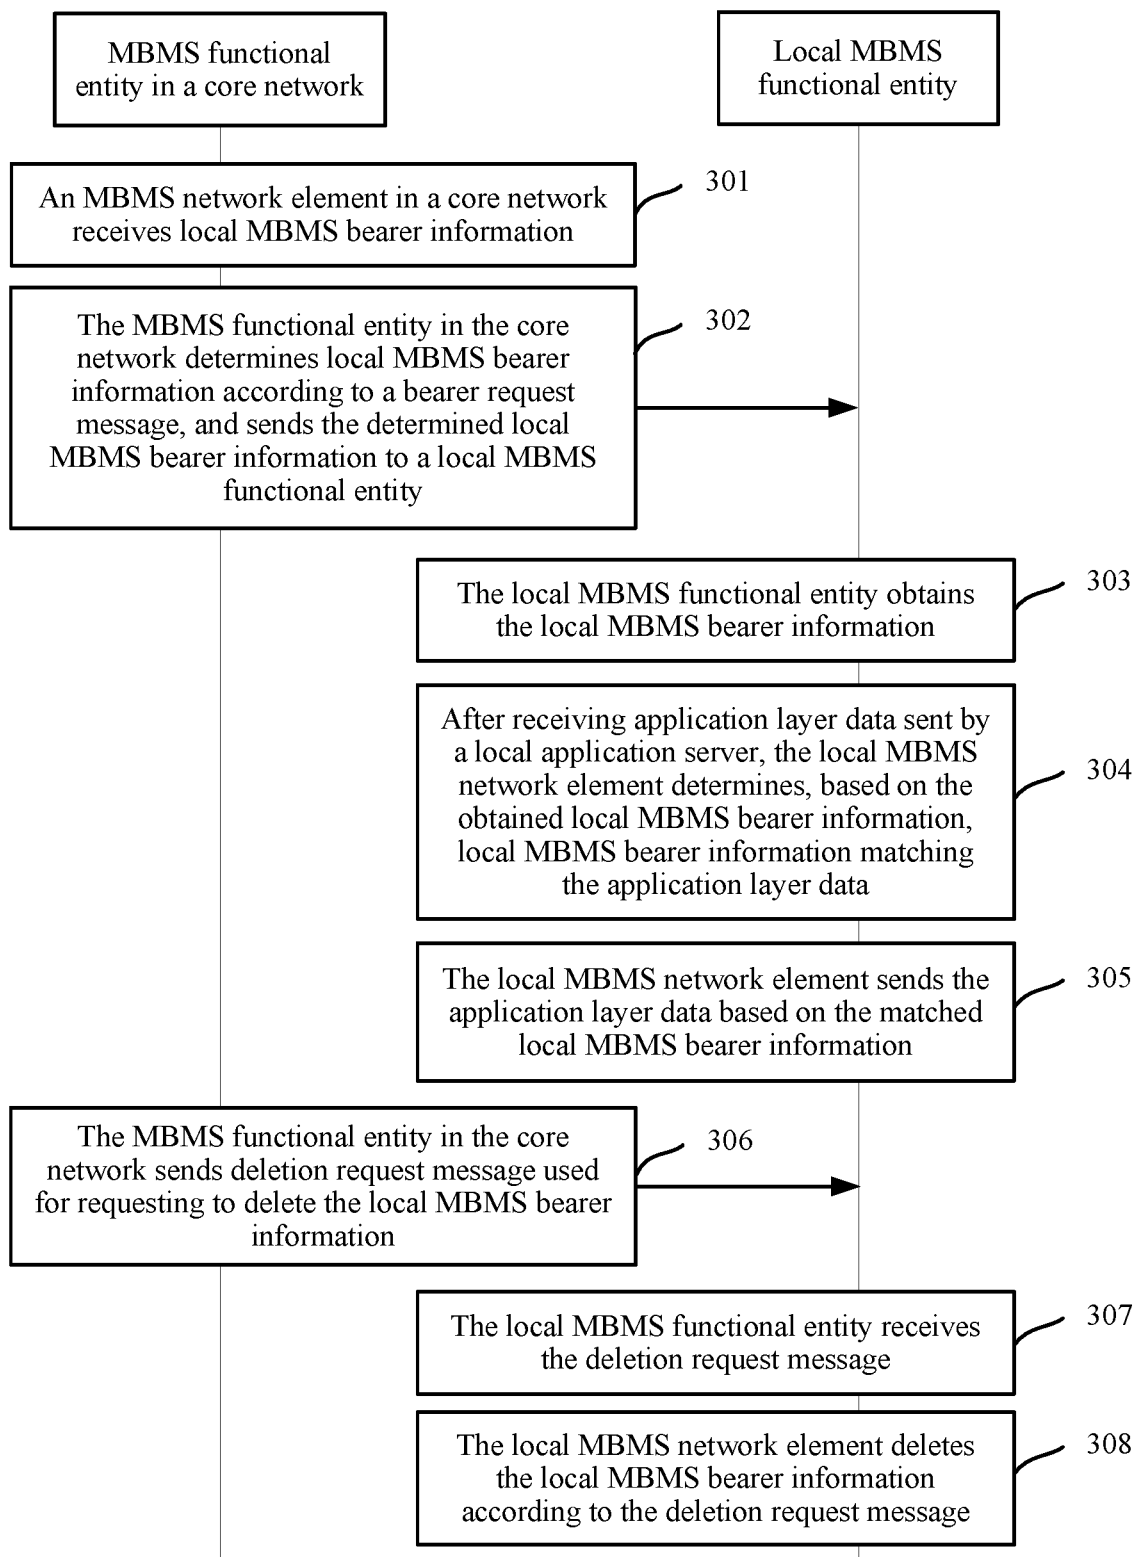 MBMS functional
entity in a core network
Local MBMS
functional entity
An MBMS network element in a core network
receives local MBMS bearer information
301
The MBMS functional entity in the core
network determines local MBMS bearer
information according to a bearer request
message, and sends the determined local
MBMS bearer information to a local MBMS
functional entity
302
The local MBMS functional entity obtains
the local MBMS bearer information
303
After receiving application layer data sent by
a local application server, the local MBMS
network element determines, based on the
obtained local MBMS bearer information,
local MBMS bearer information matching
the application layer data
304
The local MBMS network element sends the
application layer data based on the matched
local MBMS bearer information
305
The MBMS functional entity in the core
network sends deletion request message used
for requesting to delete the local MBMS bearer
information
306
The local MBMS functional entity receives
the deletion request message
307
The local MBMS network element deletes
the local MBMS bearer information
according to the deletion request message
308